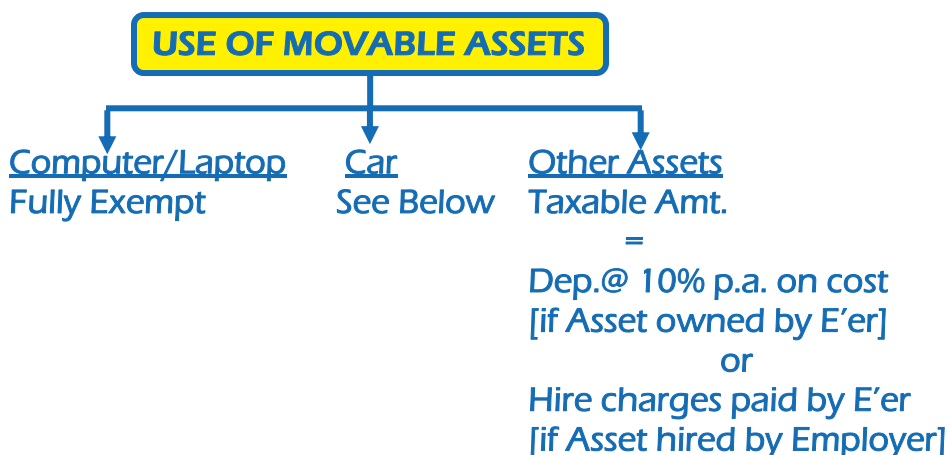 USE OF MOVABLE ASSETS
Computer/Laptop
Fully Exempt
Car
See Below
Other Assets
Taxable Amt.
=
Dep.@ 10% p.a. on cost
[if Asset owned by E’er]
or
Hire charges paid by E’er
[if Asset hired by Employer]